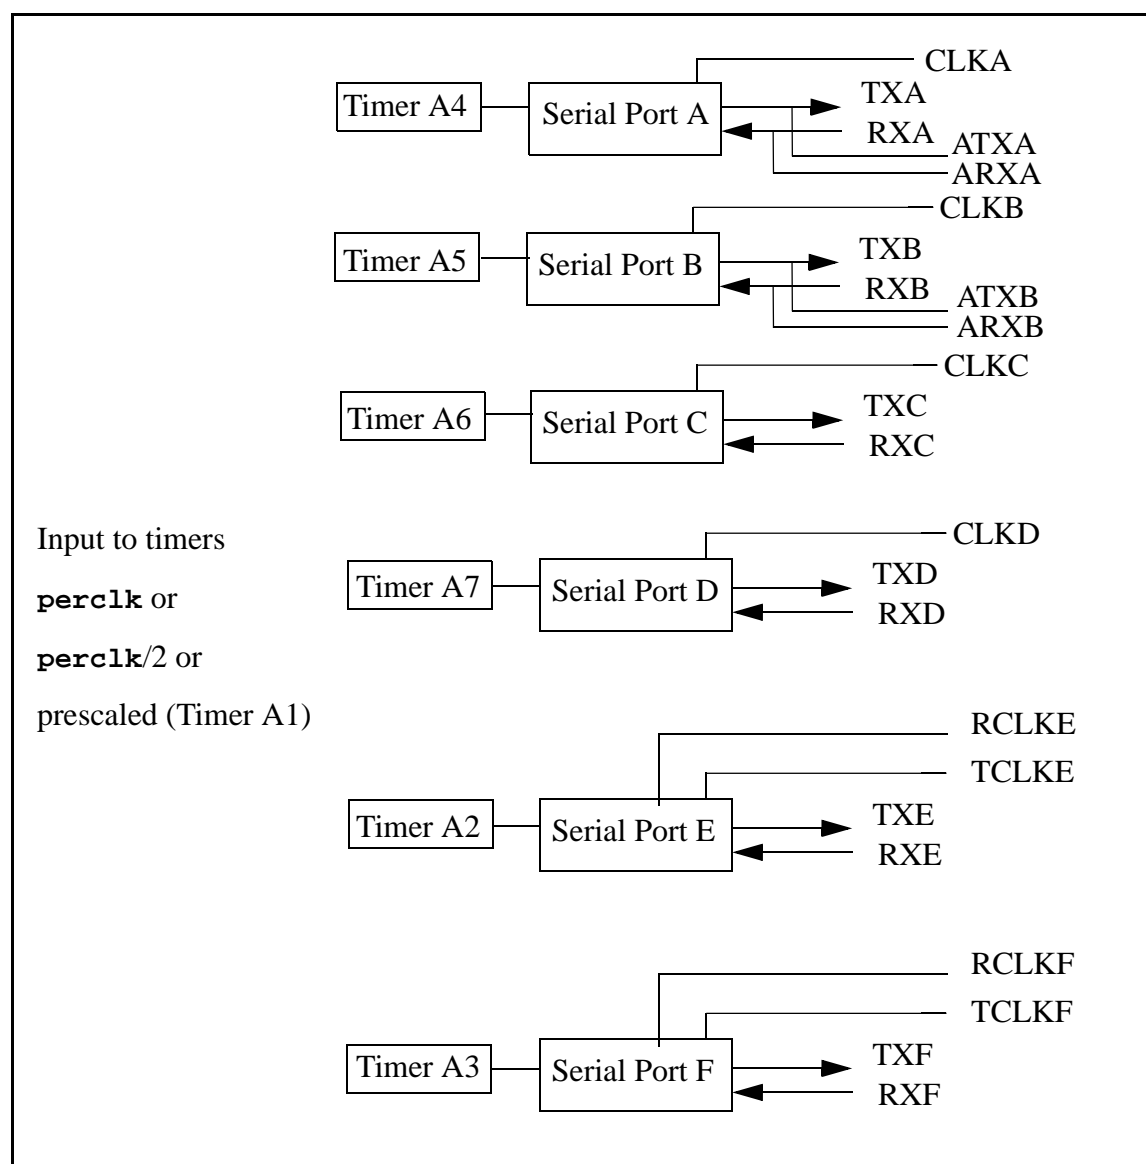 CLKA
Timer A4
Serial Port A
TXA
RXA
ATXA
ARXA
CLKB
Timer A5
Serial Port B
TXB
RXB
ATXB
ARXB
CLKC
Timer A6
Serial Port C
TXC
RXC
Input to timers
perclk or
perclk/2 or
prescaled (Timer A1)
CLKD
Timer A7
Serial Port D
TXD
RXD
RCLKE
TCLKE
Timer A2
Serial Port E
TXE
RXE
RCLKF
TCLKF
Timer A3
Serial Port F
TXF
RXF